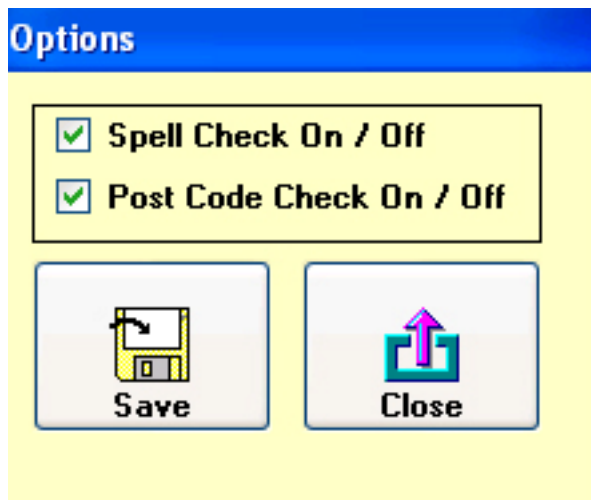 Options
Spell Check On / Off
Post Code Check On / Off
Save
Close